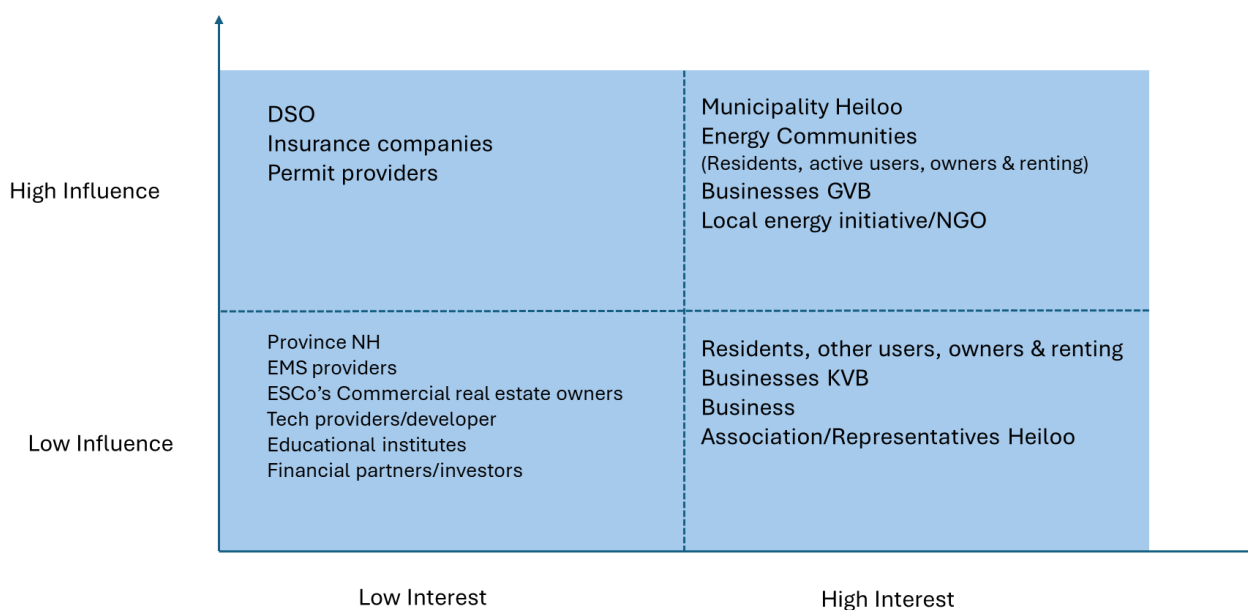 High Influence
DSO
Insurance companies
Permit providers
Municipality Heiloo
Energy Communities
(Residents, active users, owners & renting)
Businesses GVB
Local energy initiative/NGO
Low Influence
Province NH
EMS providers
ESCo’s Commercial real estate owners
Tech providers/developer
Educational institutes
Financial partners/investors
Residents, other users, owners & renting
Businesses KVB
Business
Association/Representatives Heiloo
Low Interest
High Interest